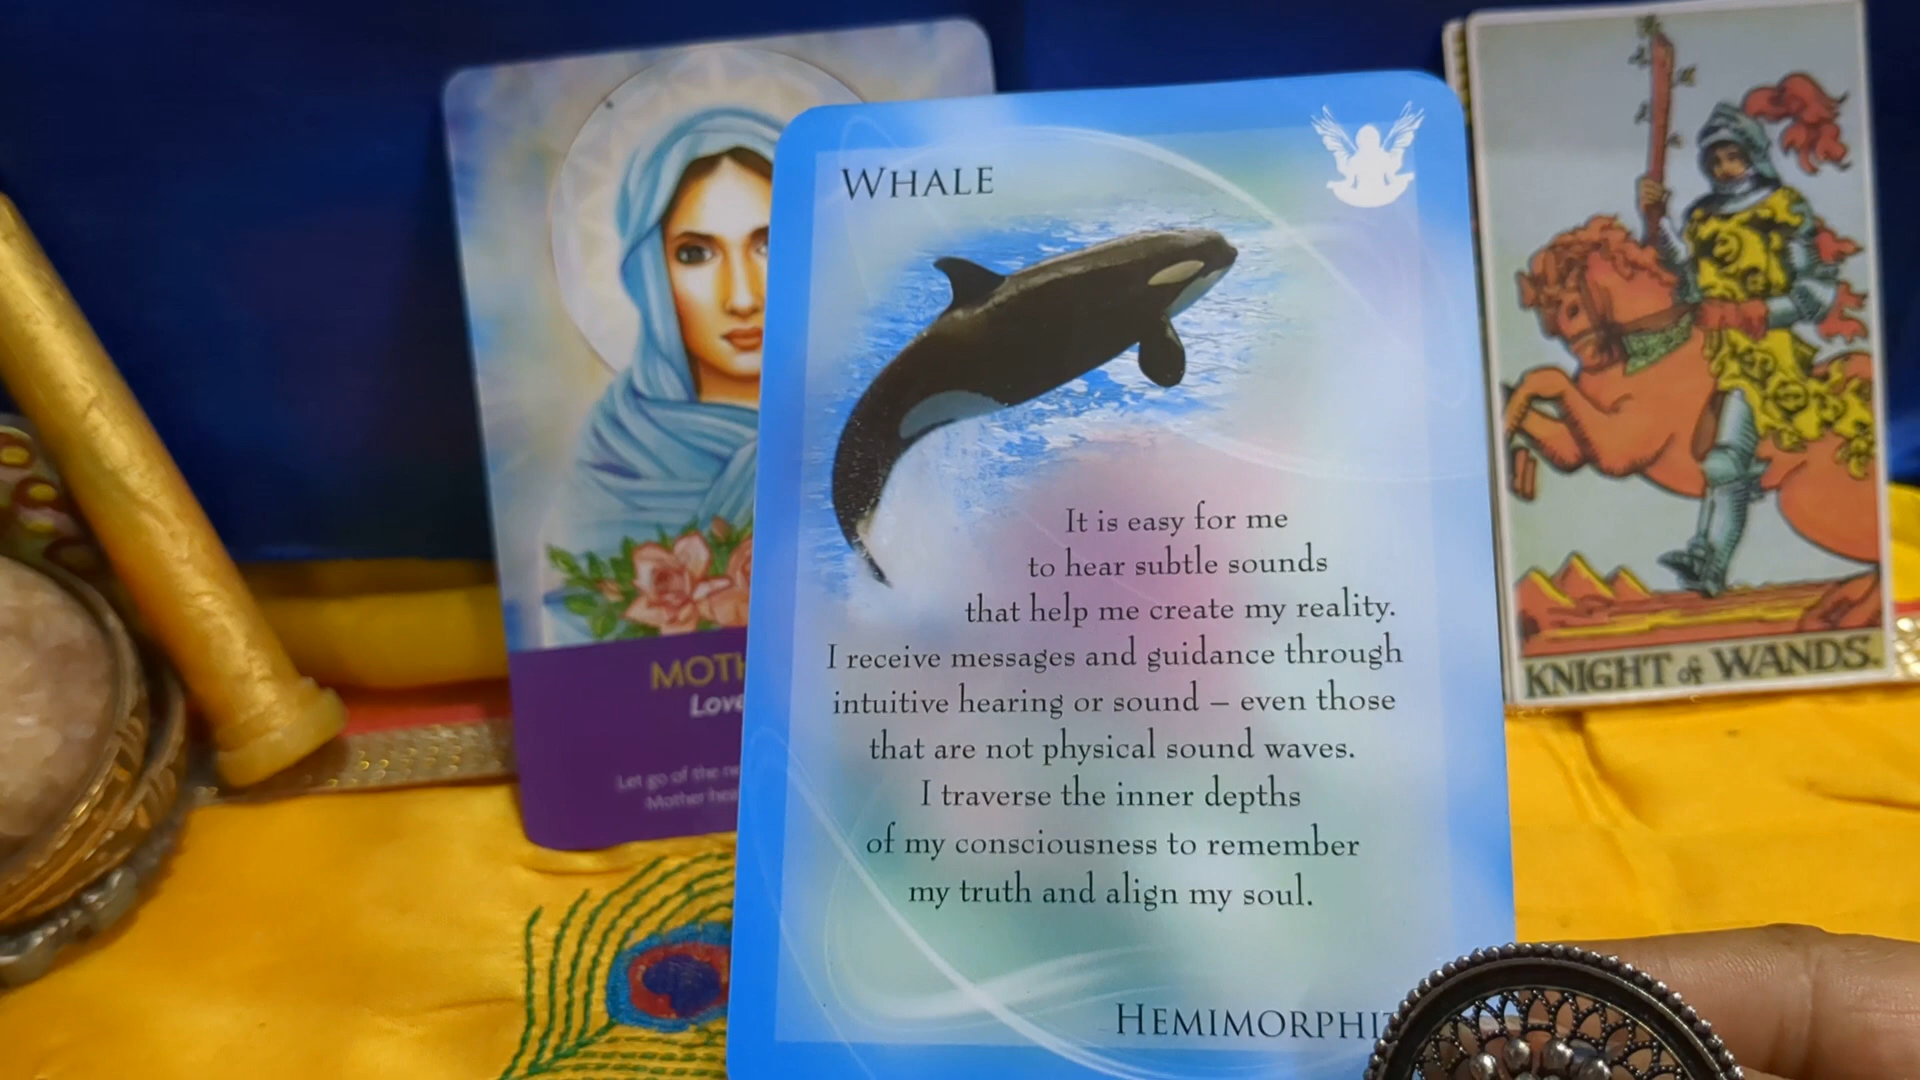 WHALE
It is easy for me
to hear subtle sounds
that help me create my reality.
I receive messages and guidance through
intuitive hearing or sound – even those
that are not physical sound waves.
I traverse the inner depths
of my consciousness to remember
my truth and align my soul.
HEMIMORPHI
MOTH
Love
Let go of the
Mother
KNIGHT of WANDS.